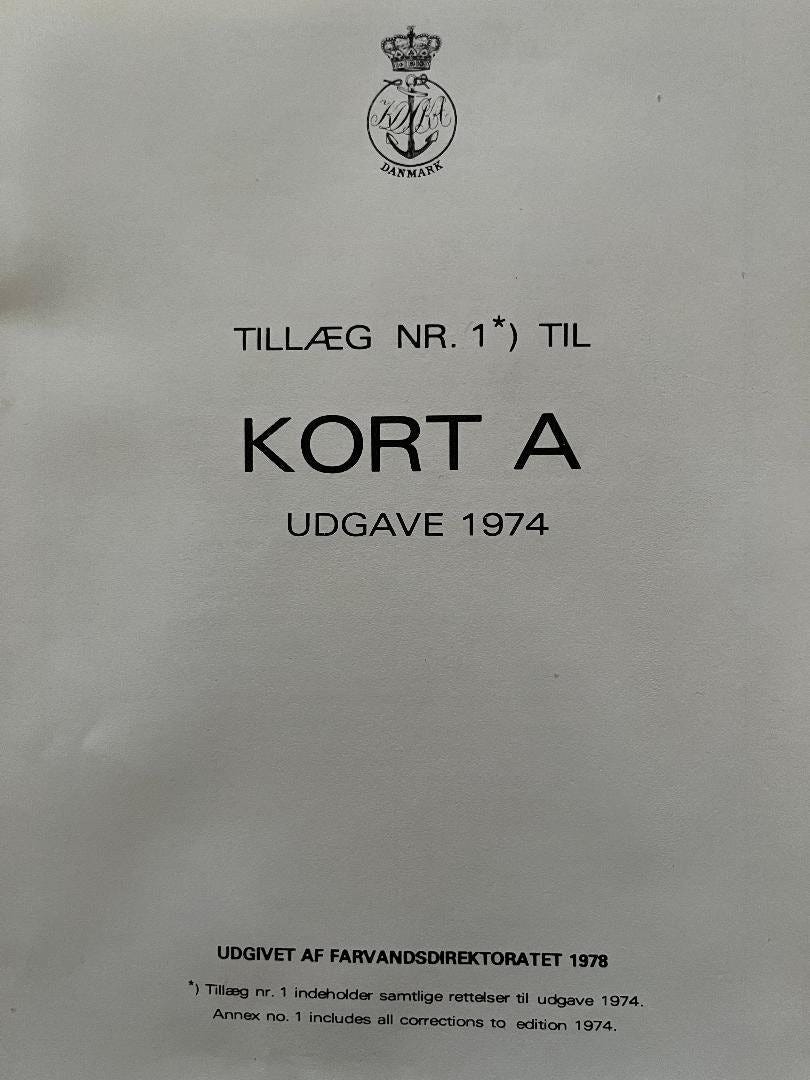 DANMARK
TILLÆG NR. 1*) TIL
KORT A
UDGAVE 1974
UDGIVET AF FARVANDSDIREKTORATET 1978
*) Tillæg nr. 1 indeholder samtlige rettelser til udgave 1974.
Annex no. 1 includes all corrections to edition 1974.